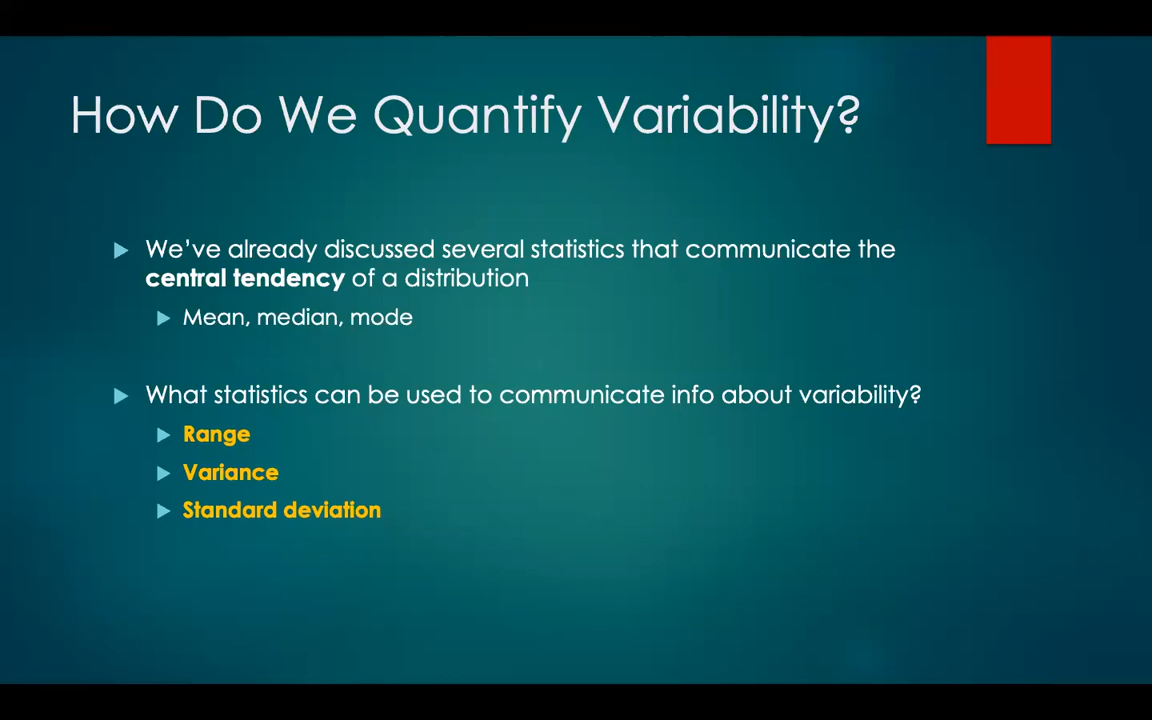 How Do We Quantify Variability?
We’ve already discussed several statistics that communicate the
central tendency of a distribution
Mean, median, mode
What statistics can be used to communicate info about variability?
Range
Variance
Standard deviation